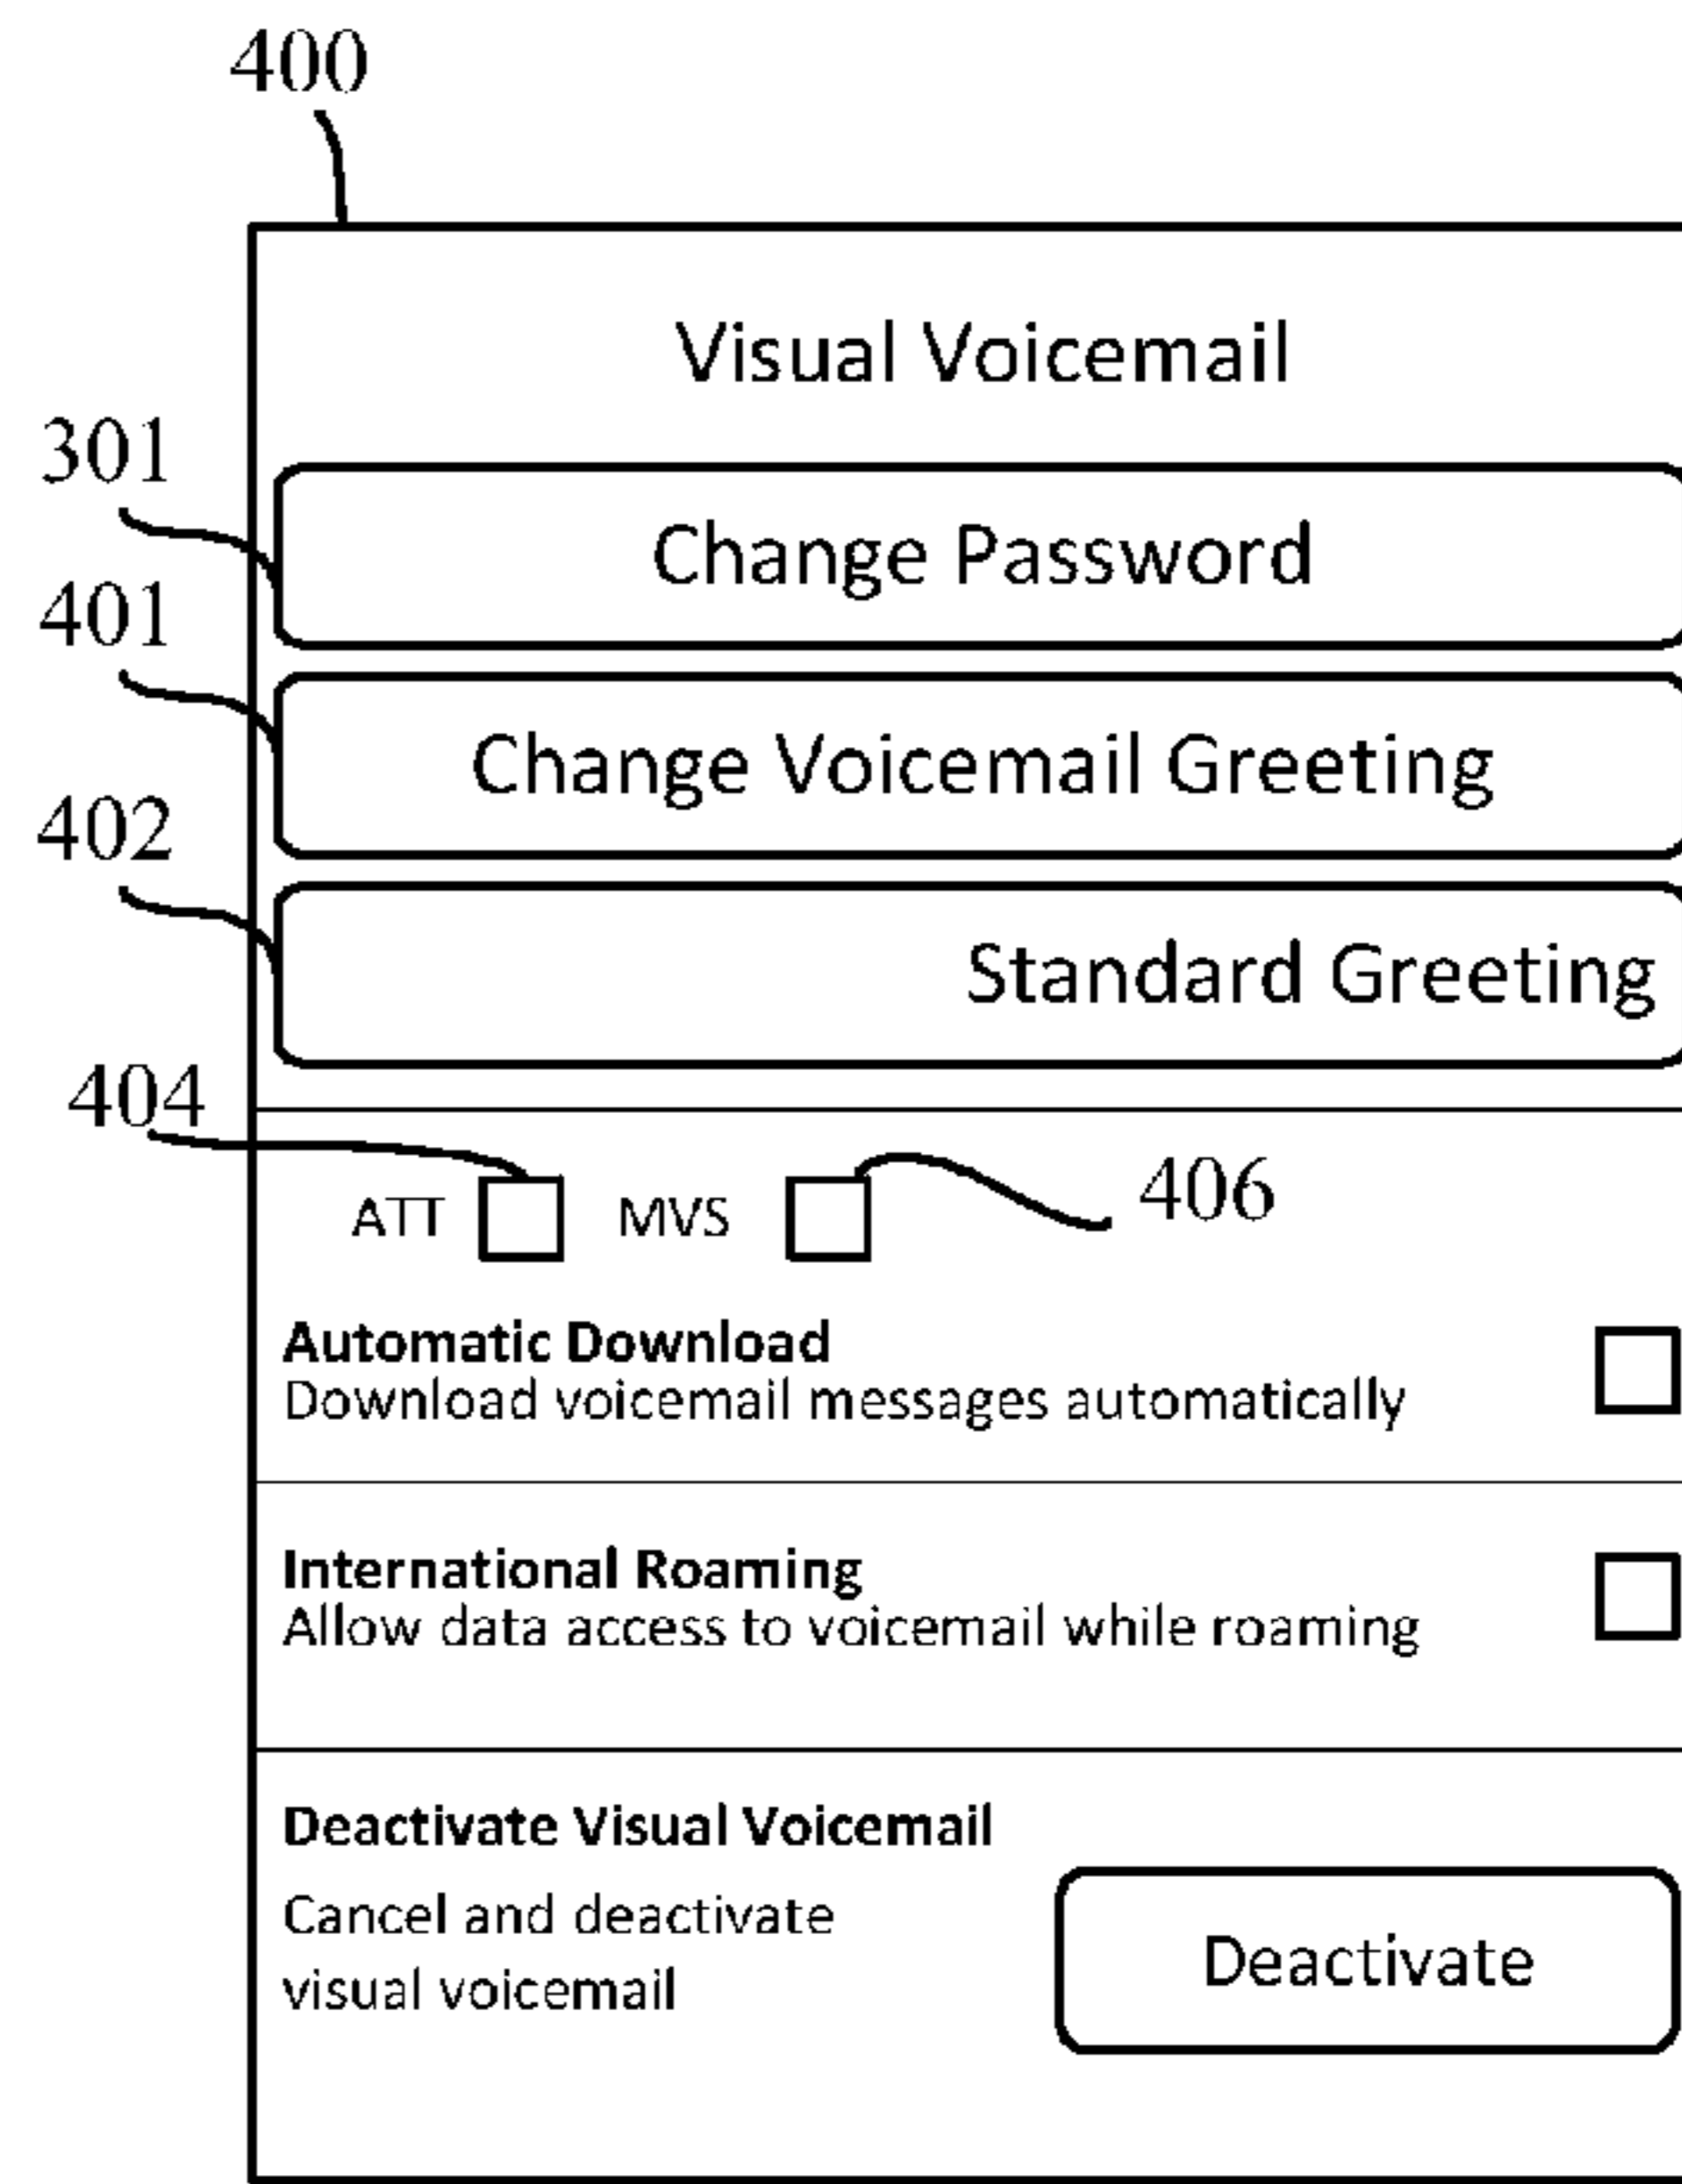 400
Visual Voicemail
301
Change Password
401
Change Voicemail Greeting
402
Standard Greeting
404
ATT MVS 406
Automatic Download
Download voicemail messages automatically
International Roaming
Allow data access to voicemail while roaming
Deactivate Visual Voicemail
Cancel and deactivate
visual voicemail
Deactivate